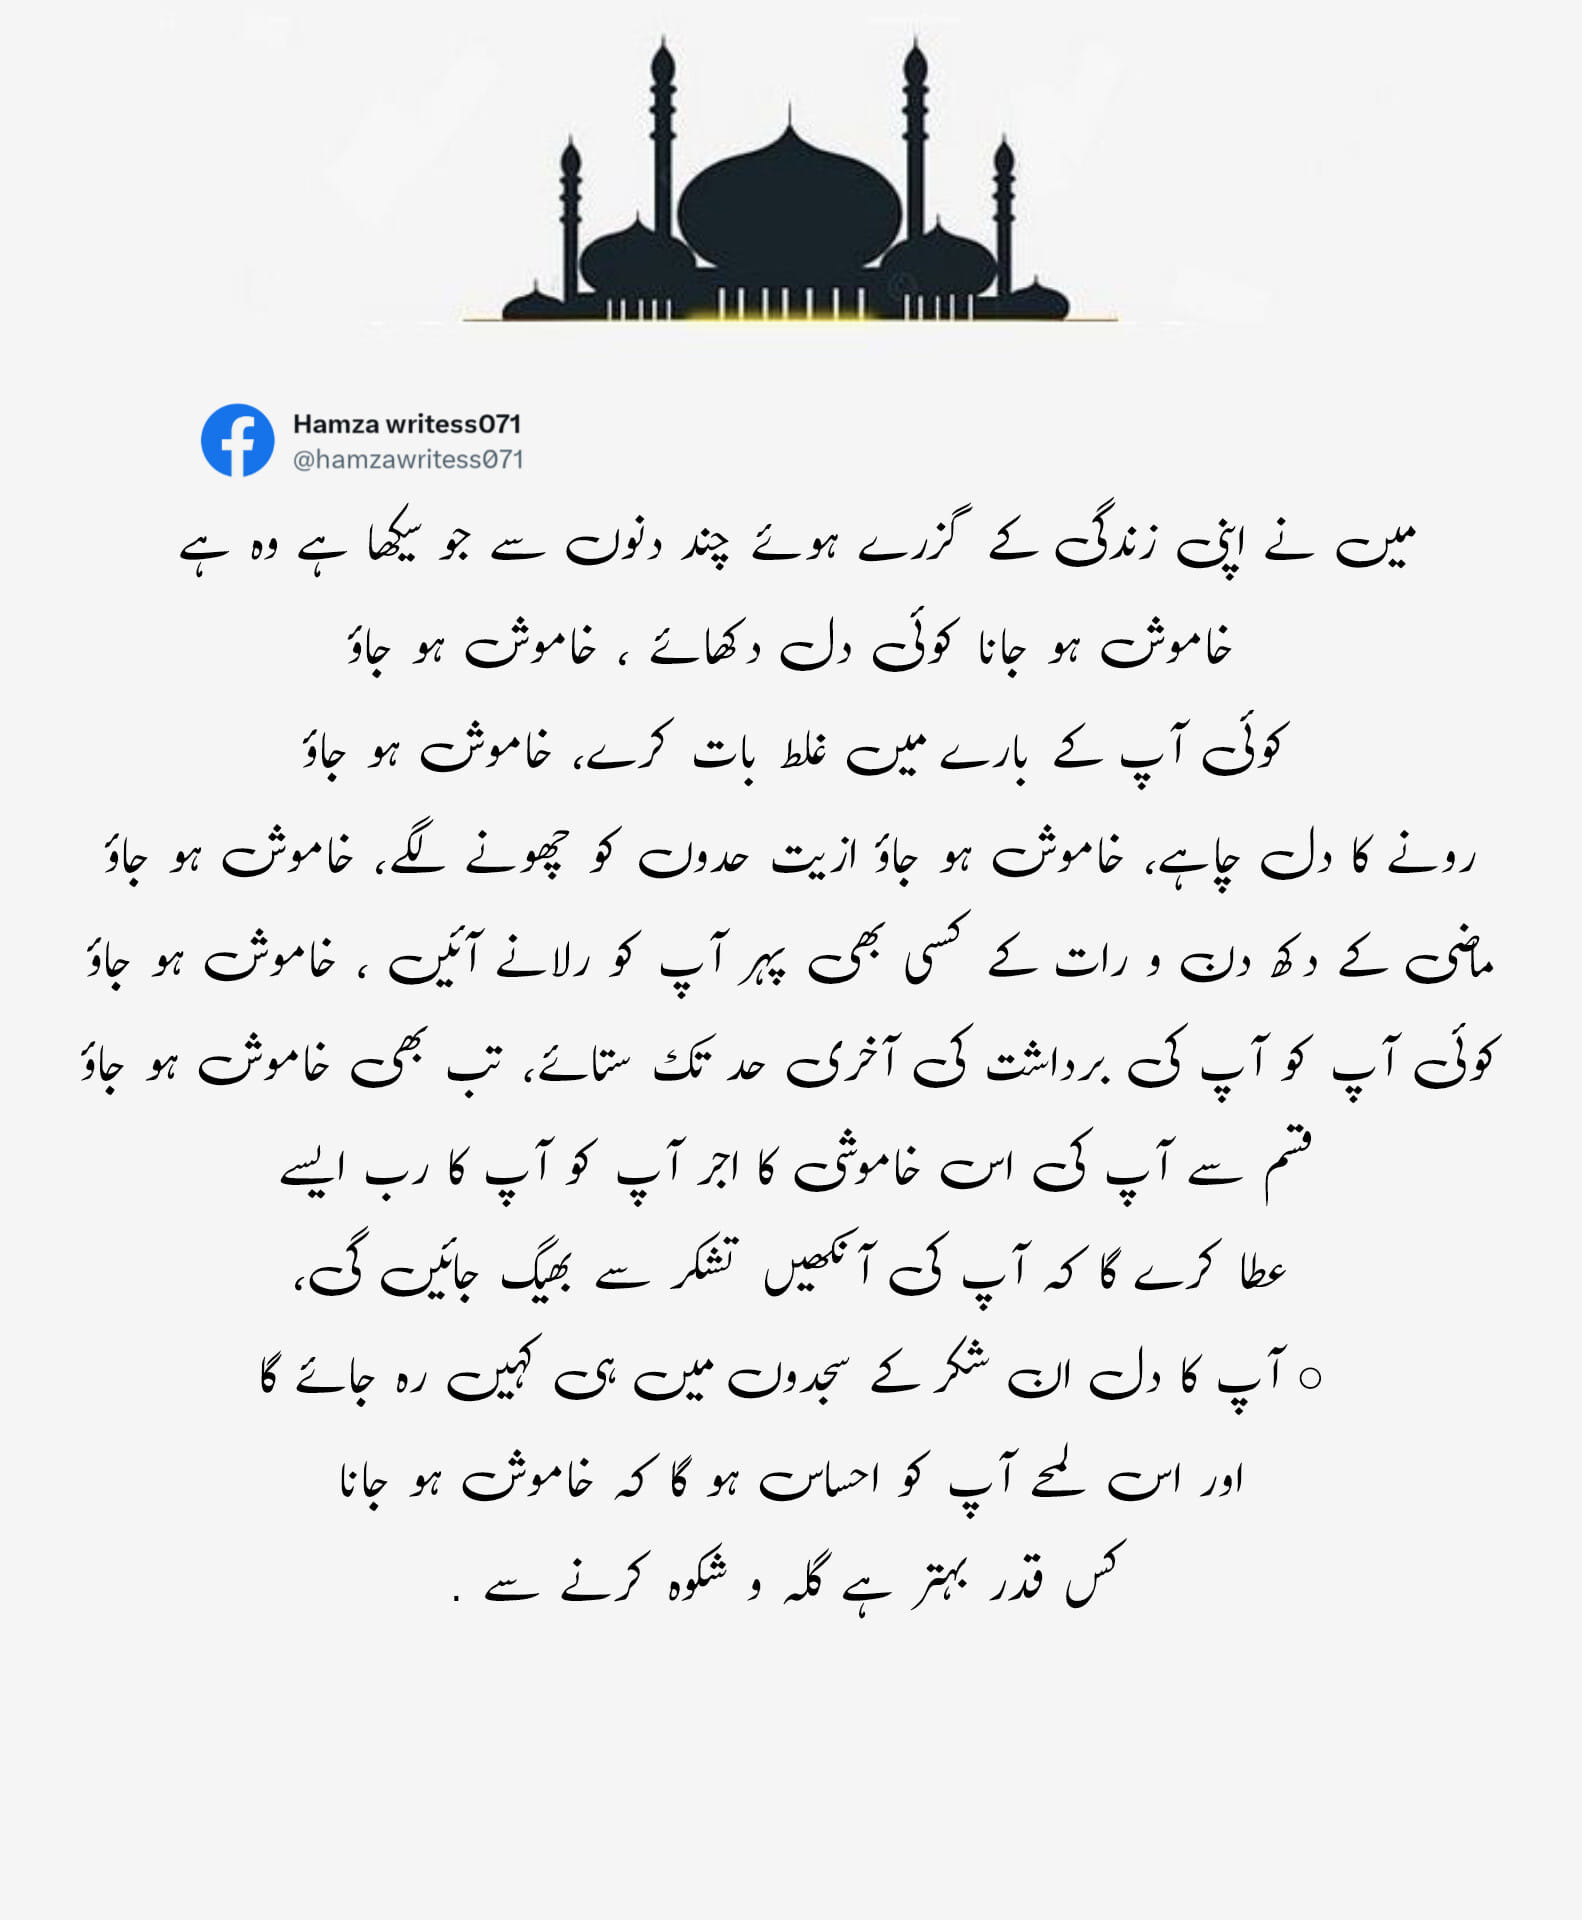 Hamza writess071
@hamzawritess071
میں نے اپنی زندگی کے گزرے ہوئے چند دنوں سے جو سیکھا ہے وہ ہے
خاموش ہو جانا کوئی دل دکھائے ، خاموش ہو جاؤ
کوئی آپ کے بارے میں غلط بات کرے، خاموش ہو جاؤ
رونے کا دل چاہے، خاموش ہو جاؤ ازیت حدوں کو چھونے لگے، خاموش ہو جاؤ
ماضی کے دکھ دن و رات کے کسی بھی پہر آپ کو رلانے آئیں ، خاموش ہو جاؤ
کوئی آپ کو آپ کی برداشت کی آخری حد تک ستائے، تب بھی خاموش ہو جاؤ
قسم سے آپ کی اس خاموشی کا اجر آپ کو آپ کا رب ایسے
عطا کرے گا کہ آپ کی آنکھیں تشکر سے بھیگ جائیں گی،
○ آپ کا دل ان شکر کے سجدوں میں ہی کہیں رہ جائے گا
اور اس لمحے آپ کو احساس ہو گا کہ خاموش ہو جانا
کس قدر بہتر ہے گلہ و شکوہ کرنے سے .